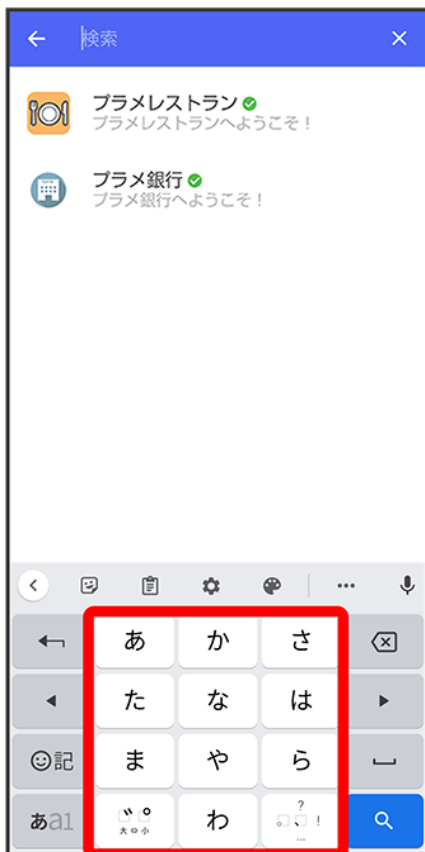 検索
プラメレストラン
プラメレストランへようこそ！
プラメ銀行
プラメ銀行へようこそ！
あ か さ
た な は
☺記 ま や ら
あa1 ゛゜大⇔小 わ 。、?!…